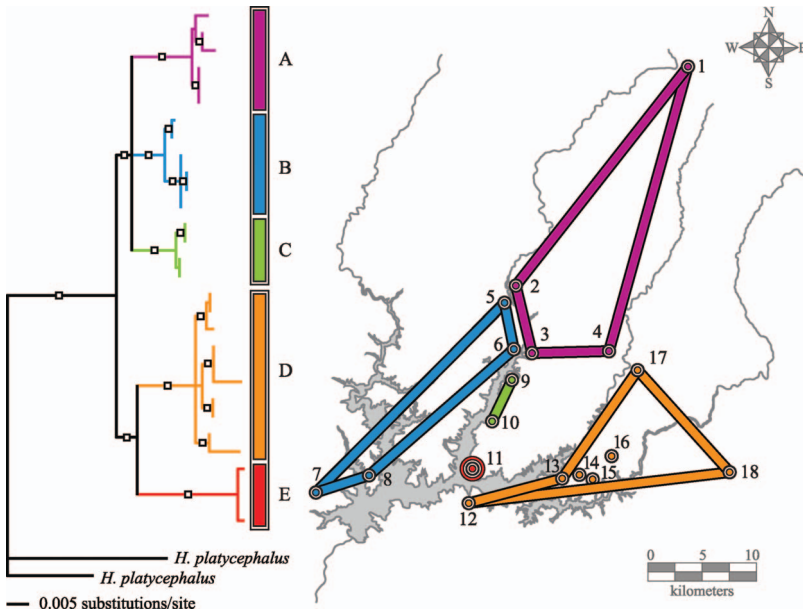 A
B
C
D
E
H. platycephalus
H. platycephalus
0.005 substitutions/site
N
W E
S
1
2
3
4
5
6
7
8
9
10
11
12
13
14
15
16
17
18
0 5 10
kilometers